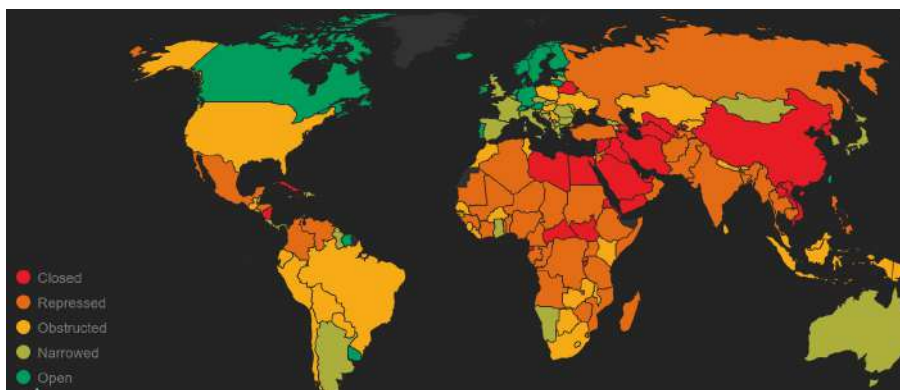 Closed
Repressed
Obstructed
Narrowed
Open